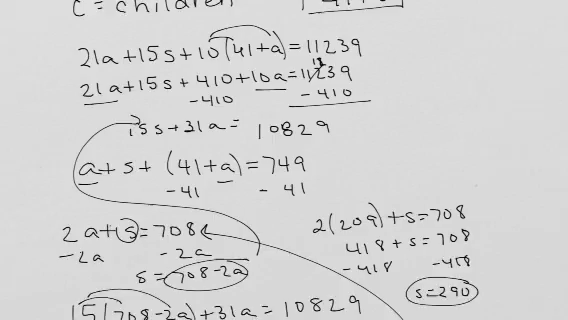 c = children
21a+15s+10(41+a)=11239
21a+15s+410+10a=11239
-410 -410
15s+31a= 10829
a+s+(41+a)=749
-41 -41
2a+s=708
-2a -2a
s=708-2a
2(209)+s=708
418+s=708
-418 -418
s=290
15(708-2a)+31a=10829